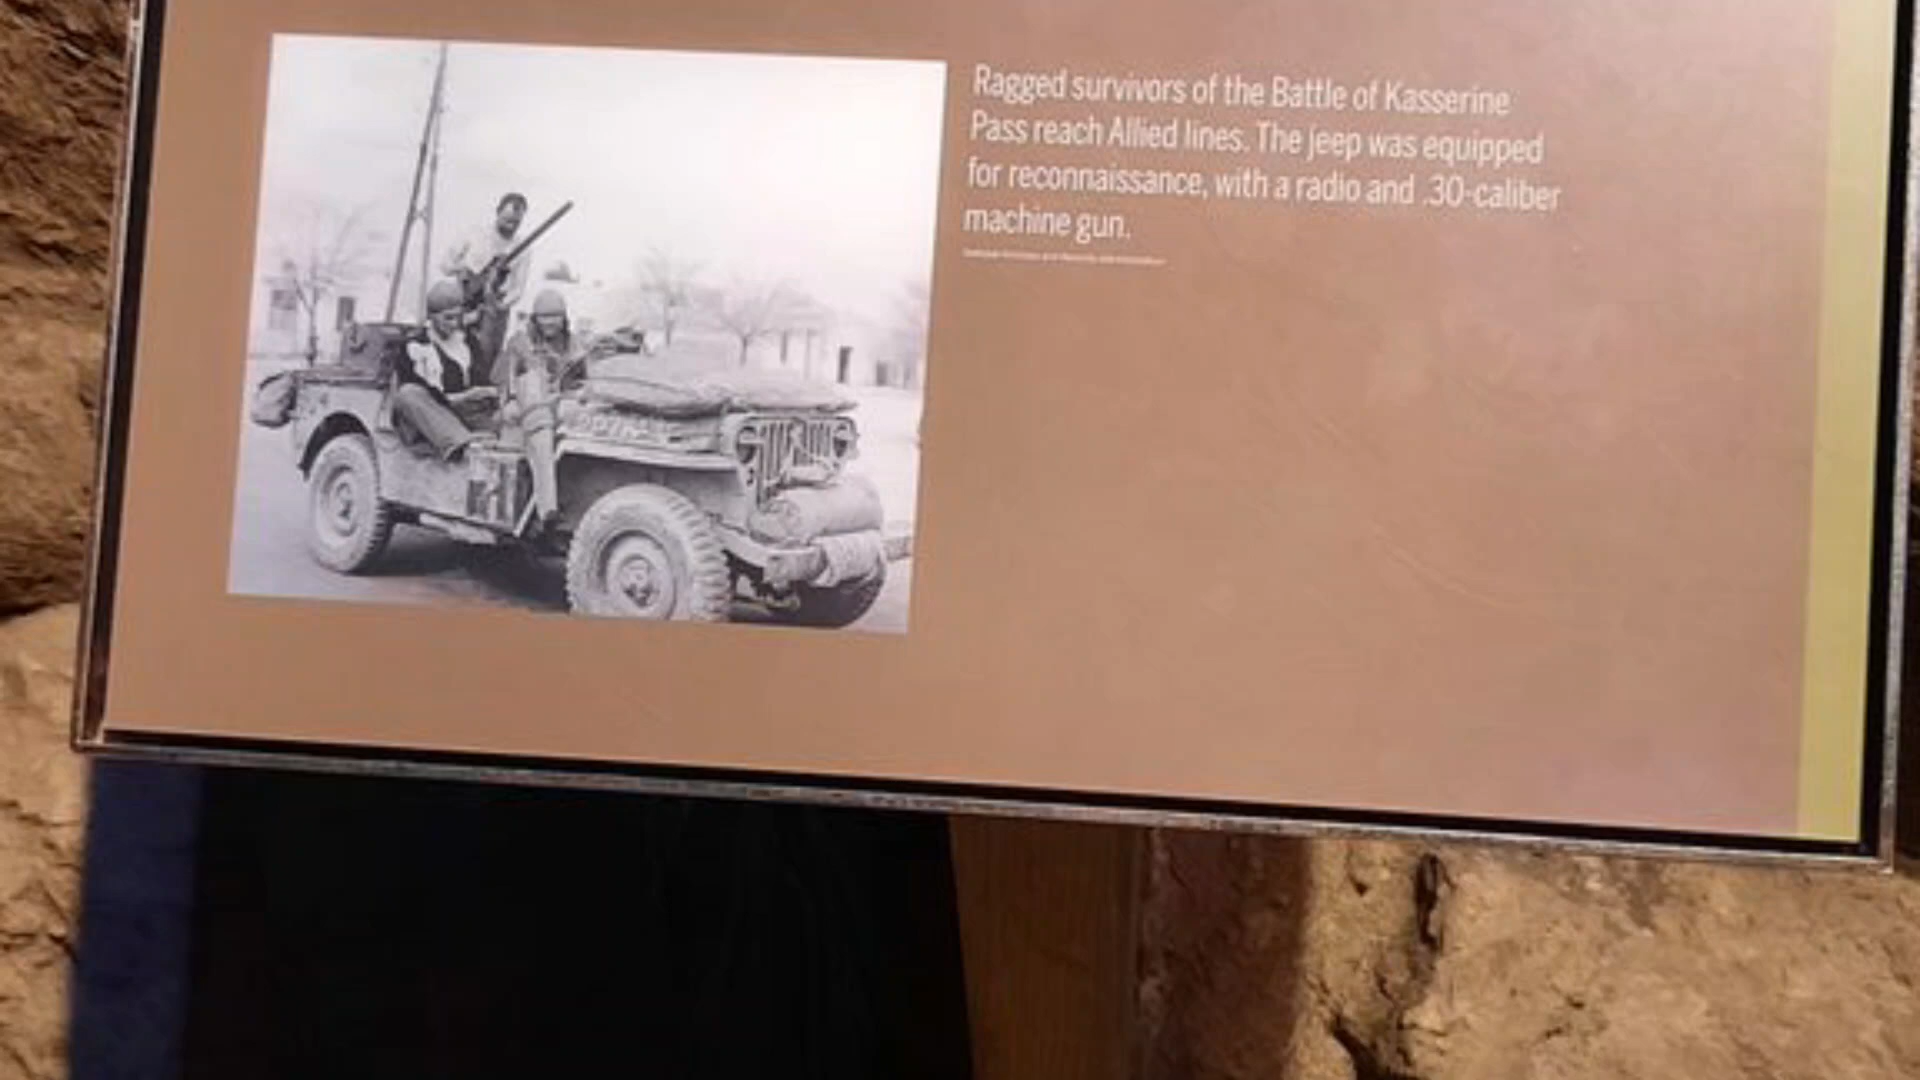 Ragged survivors of the Battle of Kasserine
Pass reach Allied lines. The jeep was equipped
for reconnaissance, with a radio and .30-caliber
machine gun.